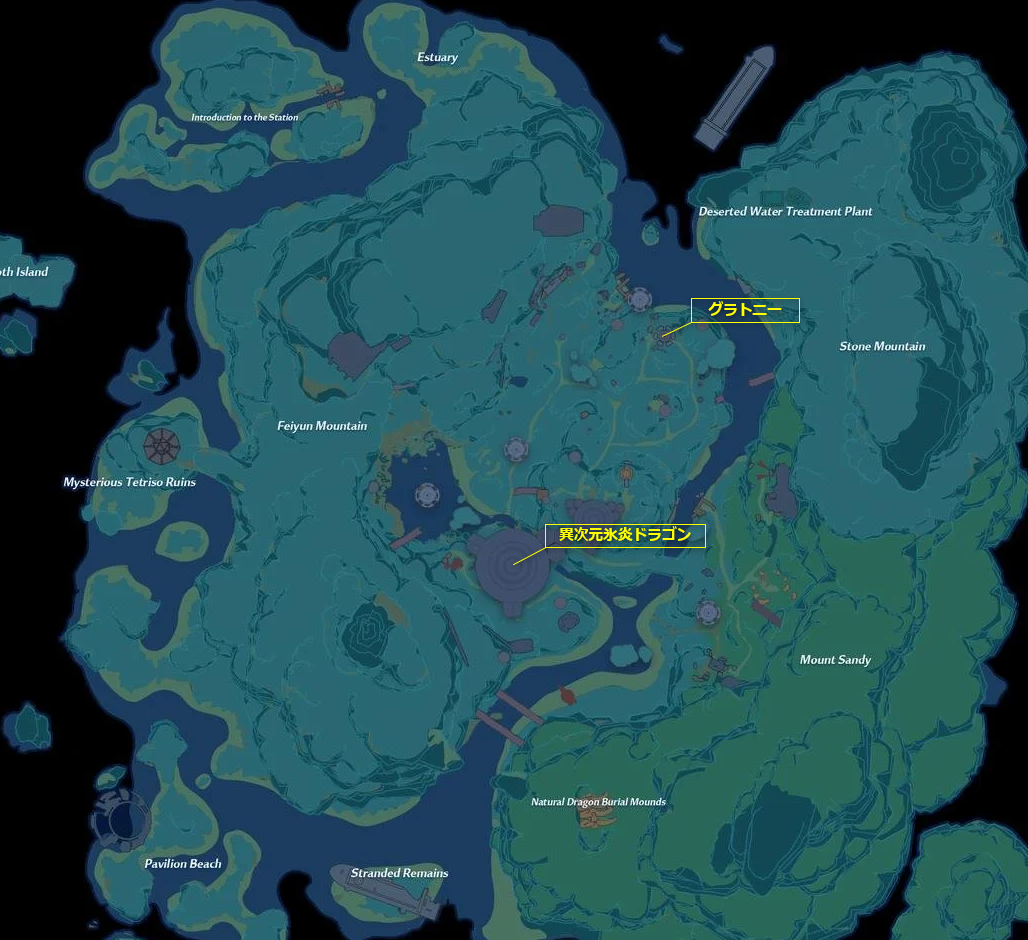 Estuary
Introduction to the Station
Deserted Water Treatment Plant
oth Island
グラトニー
Stone Mountain
Feiyun Mountain
Mysterious Tetriso Ruins
異次元氷炎ドラゴン
Mount Sandy
Natural Dragon Burial Mounds
Pavilion Beach
Stranded Remains